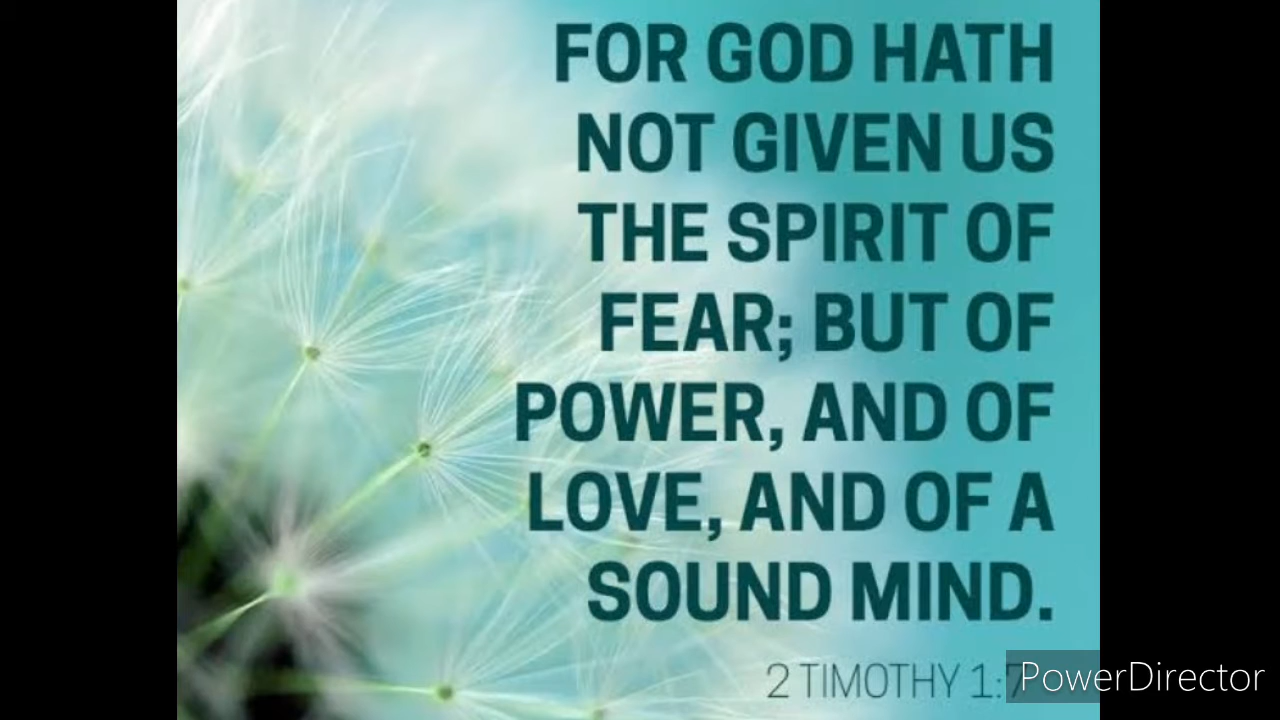 FOR GOD HATH
NOT GIVEN US
THE SPIRIT OF
FEAR; BUT OF
POWER, AND OF
LOVE, AND OF A
SOUND MIND.
2 TIMOTHY 1:7
PowerDirector